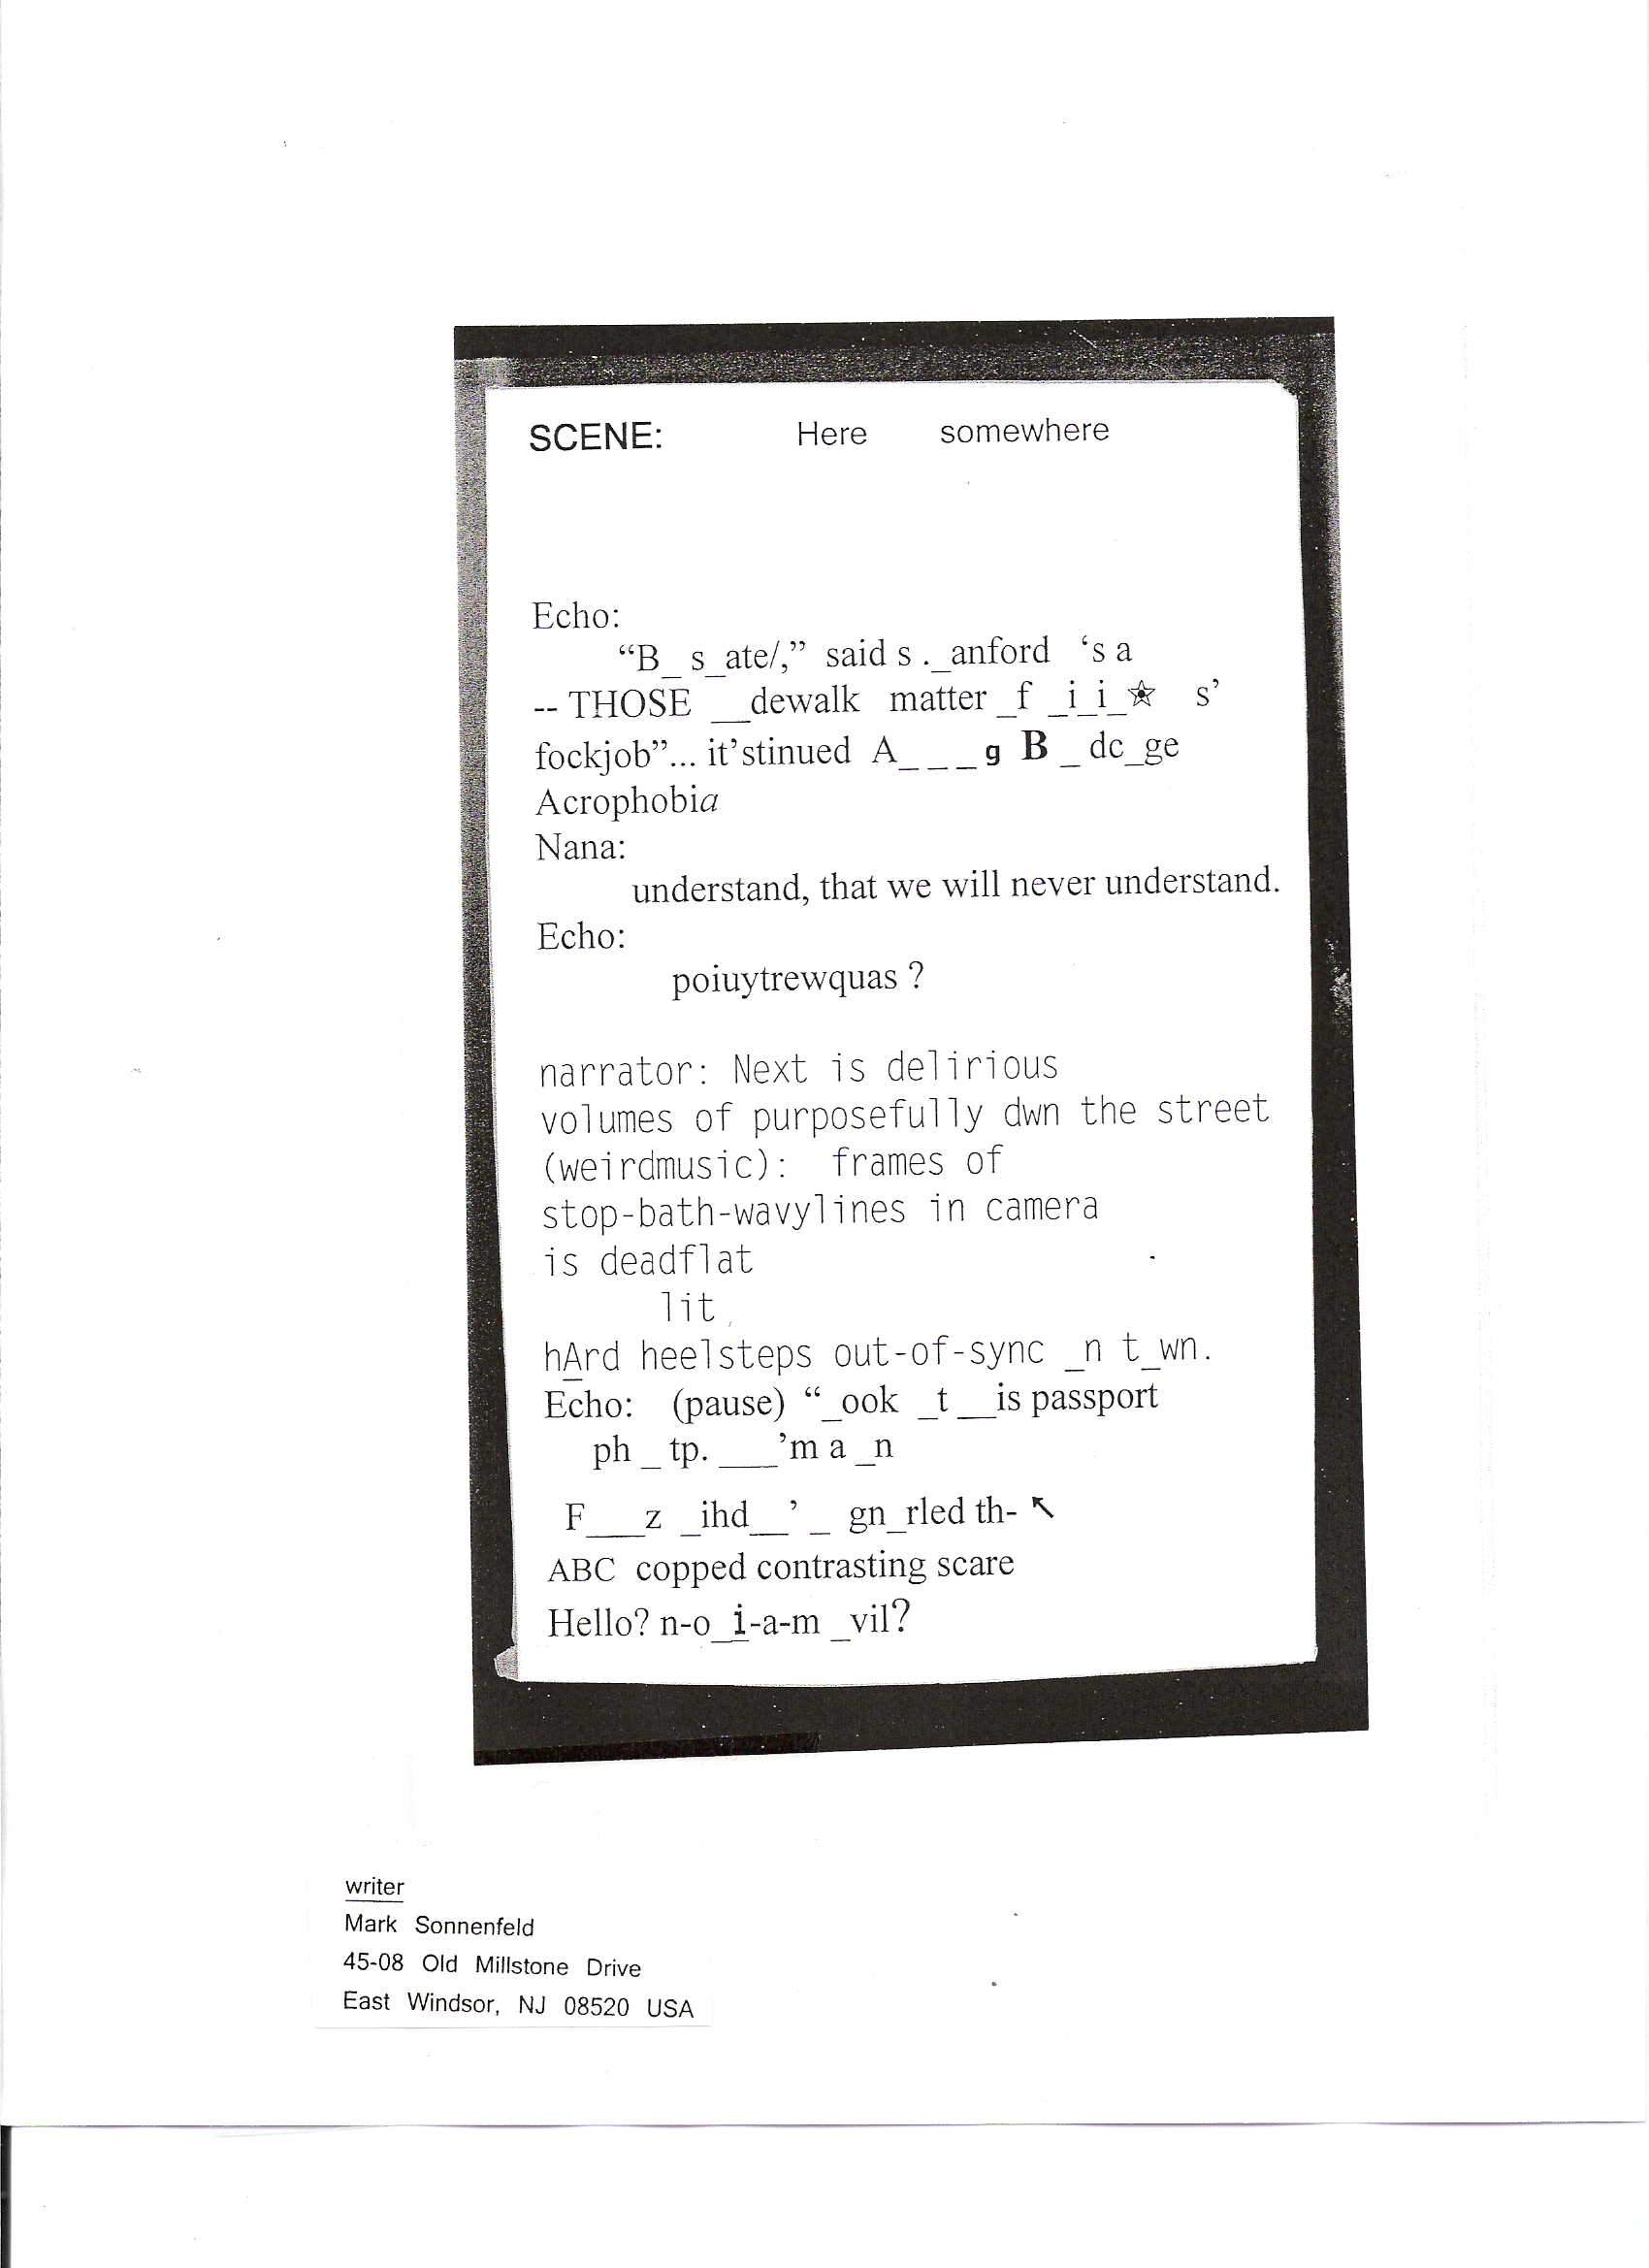 SCENE: Here somewhere
Echo:
“B_ s_ate/,” said s ._anford ‘s a
-- THOSE __dewalk matter _f _i_i_☆ s’
fockjob”... it’stinued A_ _ _ g B _ dc_ge
Acrophobia
Nana:
understand, that we will never understand.
Echo:
poiuytrewquas ?
narrator: Next is delirious
volumes of purposefully dwn the street
(weirdmusic): frames of
stop-bath-wavylines in camera
is deadflat
lit
hArd heelsteps out-of-sync _n t_wn.
Echo: (pause) “_ook _t __is passport
ph _ tp. ___’m a _n
F___z _ihd__’ _ gn_rled th- ↖
ABC copped contrasting scare
Hello? n-o_i-a-m _vil?
writer
Mark Sonnenfeld
45-08 Old Millstone Drive
East Windsor, NJ 08520 USA